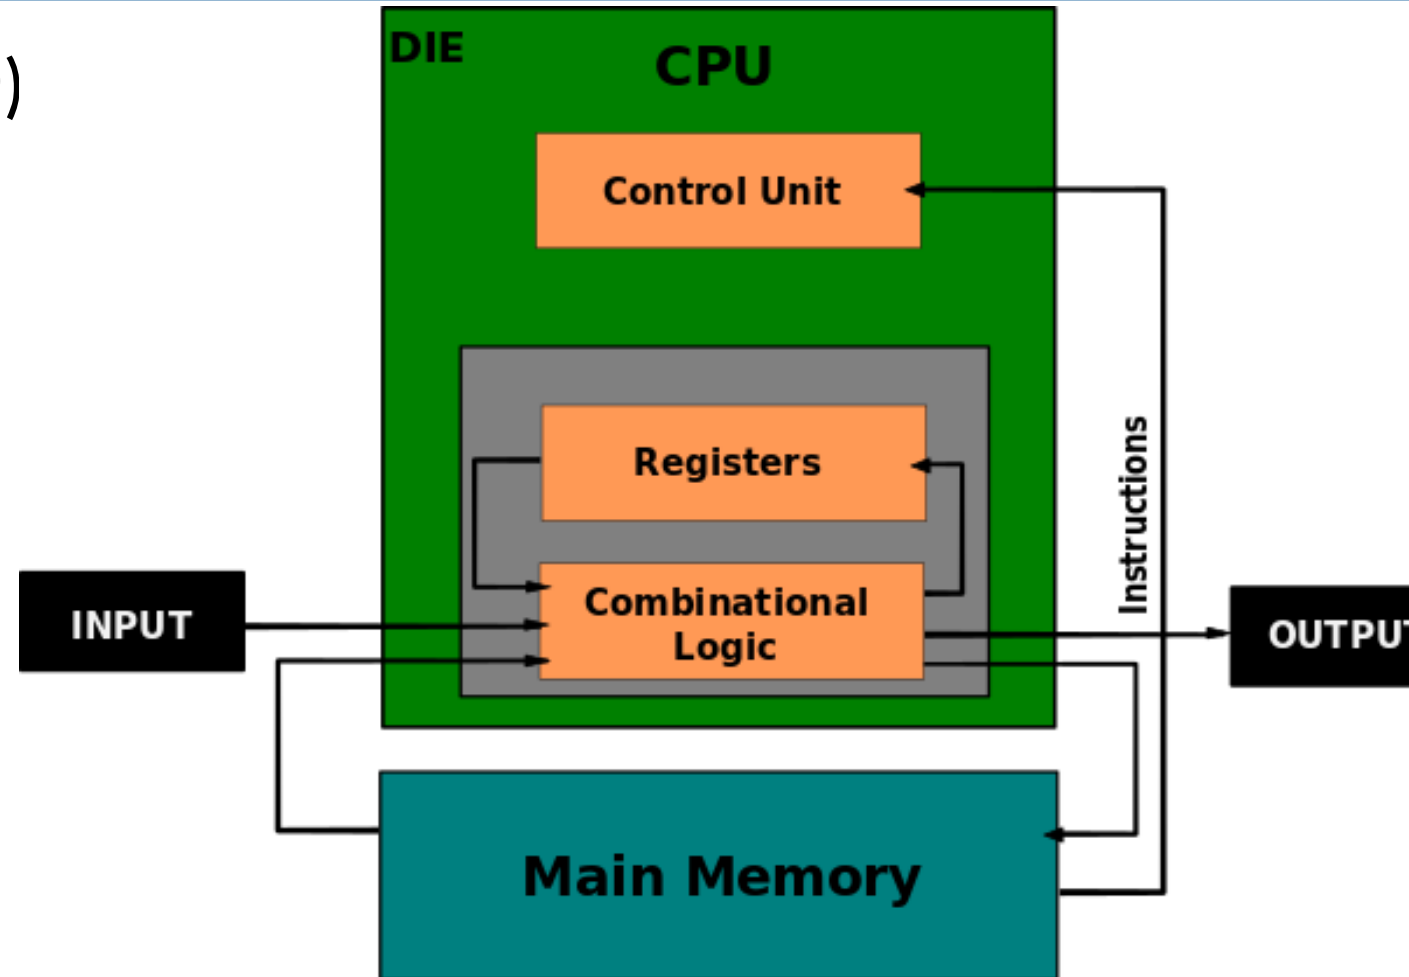 )
DIE
CPU
Control Unit
Registers
Instructions
Combinational
Logic
INPUT
OUTPUT
Main Memory